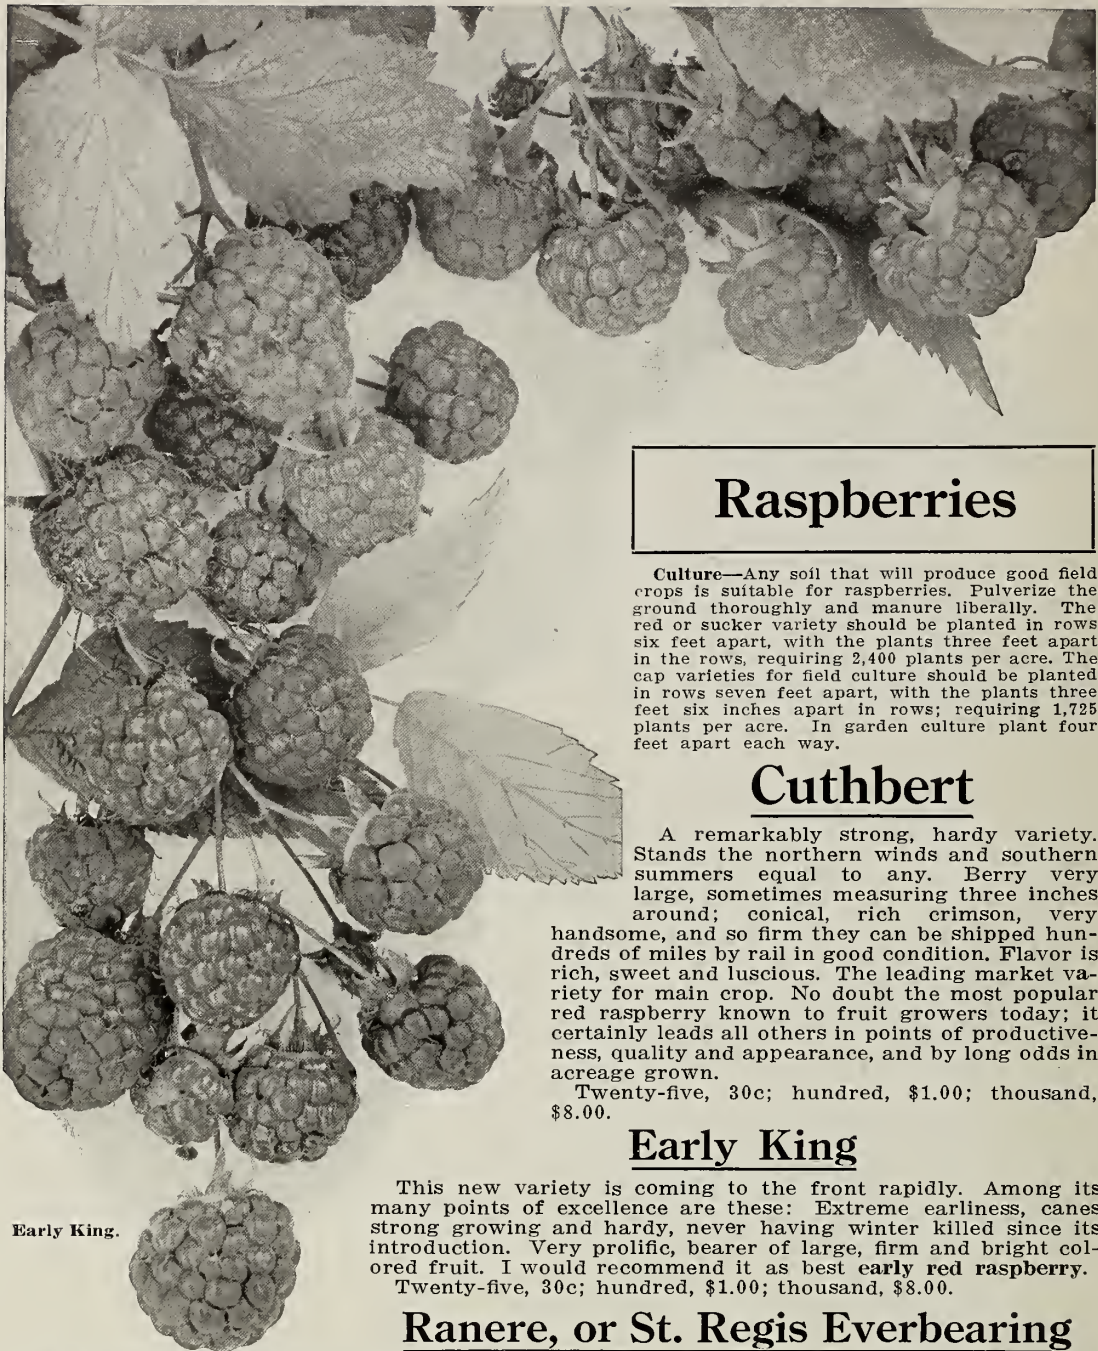 Raspberries
Culture—Any soil that will produce good field
crops is suitable for raspberries. Pulverize the
ground thoroughly and manure liberally. The
red or sucker variety should be planted in rows
six feet apart, with the plants three feet apart
in the rows, requiring 2,400 plants per acre. The
cap varieties for field culture should be planted
in rows seven feet apart, with the plants three
feet six inches apart in rows; requiring 1,725
plants per acre. In garden culture plant four
feet apart each way.
Cuthbert
A remarkably strong, hardy variety.
Stands the northern winds and southern
summers equal to any. Berry very
large, sometimes measuring three inches
around; conical, rich crimson, very
handsome, and so firm they can be shipped hun-
dreds of miles by rail in good condition. Flavor is
rich, sweet and luscious. The leading market va-
riety for main crop. No doubt the most popular
red raspberry known to fruit growers today; it
certainly leads all others in points of productive-
ness, quality and appearance, and by long odds in
acreage grown.
Twenty-five, 30c; hundred, $1.00; thousand,
$8.00.
Early King
This new variety is coming to the front rapidly. Among its
many points of excellence are these: Extreme earliness, canes
strong growing and hardy, never having winter killed since its
introduction. Very prolific, bearer of large, firm and bright col-
ored fruit. I would recommend it as best early red raspberry.
Twenty-five, 30c; hundred, $1.00; thousand, $8.00.
Early King.
Ranere, or St. Regis Everbearing